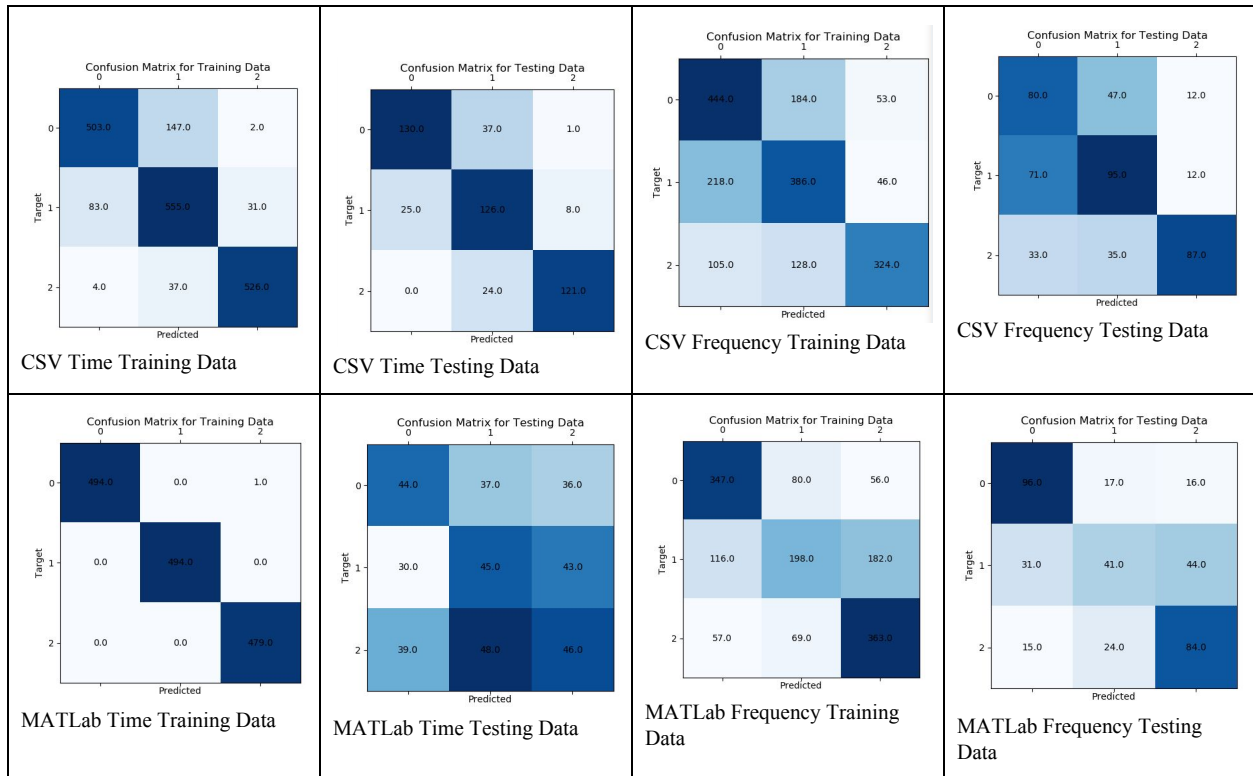 Confusion Matrix for Training Data
0 1 2
0 503.0 147.0 2.0
Target
1 83.0 555.0 31.0
2 4.0 37.0 526.0
Predicted
CSV Time Training Data
Confusion Matrix for Testing Data
0 1 2
0 130.0 37.0 1.0
Target
1 25.0 126.0 8.0
2 0.0 24.0 121.0
Predicted
CSV Time Testing Data
Confusion Matrix for Training Data
0 1 2
0 444.0 184.0 53.0
Target
1 218.0 386.0 46.0
2 105.0 128.0 324.0
Predicted
CSV Frequency Training Data
Confusion Matrix for Testing Data
0 1 2
0 80.0 47.0 12.0
Target
1 71.0 95.0 12.0
2 33.0 35.0 87.0
Predicted
CSV Frequency Testing Data
Confusion Matrix for Training Data
0 1 2
0 494.0 0.0 1.0
Target
1 0.0 494.0 0.0
2 0.0 0.0 479.0
Predicted
MATLab Time Training Data
Confusion Matrix for Testing Data
0 1 2
0 44.0 37.0 36.0
Target
1 30.0 45.0 43.0
2 39.0 48.0 46.0
Predicted
MATLab Time Testing Data
Confusion Matrix for Training Data
0 1 2
0 347.0 80.0 56.0
Target
1 116.0 198.0 182.0
2 57.0 69.0 363.0
Predicted
MATLab Frequency Training
Data
Confusion Matrix for Testing Data
0 1 2
0 96.0 17.0 16.0
Target
1 31.0 41.0 44.0
2 15.0 24.0 84.0
Predicted
MATLab Frequency Testing
Data